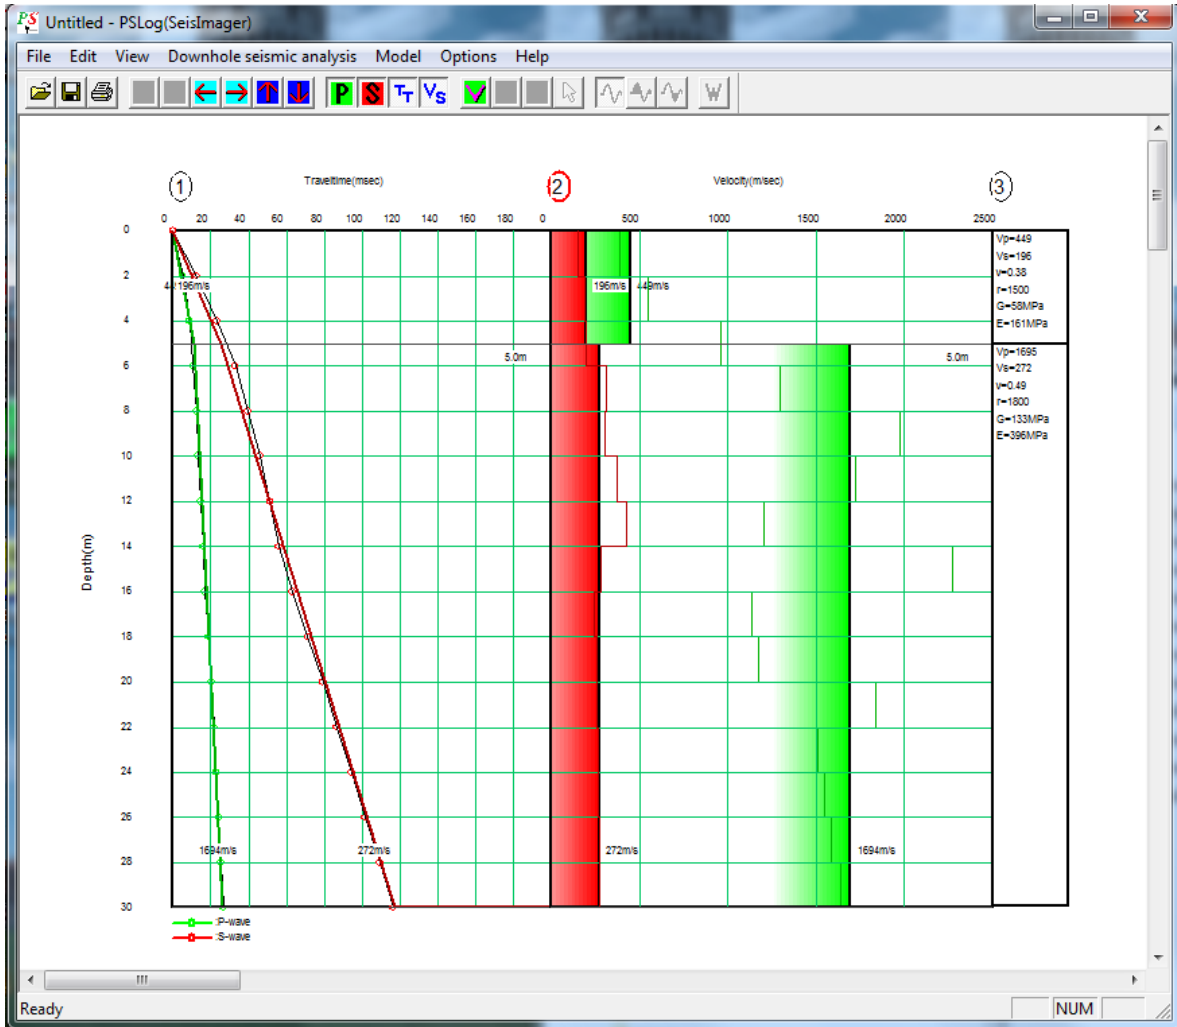 PS Untitled - PSLog(SeisImager)
File Edit View Downhole seismic analysis Model Options Help
P S TT VS W
1 Traveltime(msec) 2 Velocity(m/sec) 3
0 20 40 60 80 100 120 140 160 180 0 500 1000 1500 2000 2500
0
Vp=449
Vs=196
v=0.38
r=1500
G=58MPa
E=161MPa
2
196m/s 196m/s 449m/s
4
5.0m 5.0m
Vp=1695
Vs=272
v=0.49
r=1800
G=133MPa
E=396MPa
6
8
10
12
14
Depth(m)
16
18
20
22
24
26
1694m/s 272m/s 272m/s 1694m/s
28
30
:P-wave
:S-wave
Ready NUM